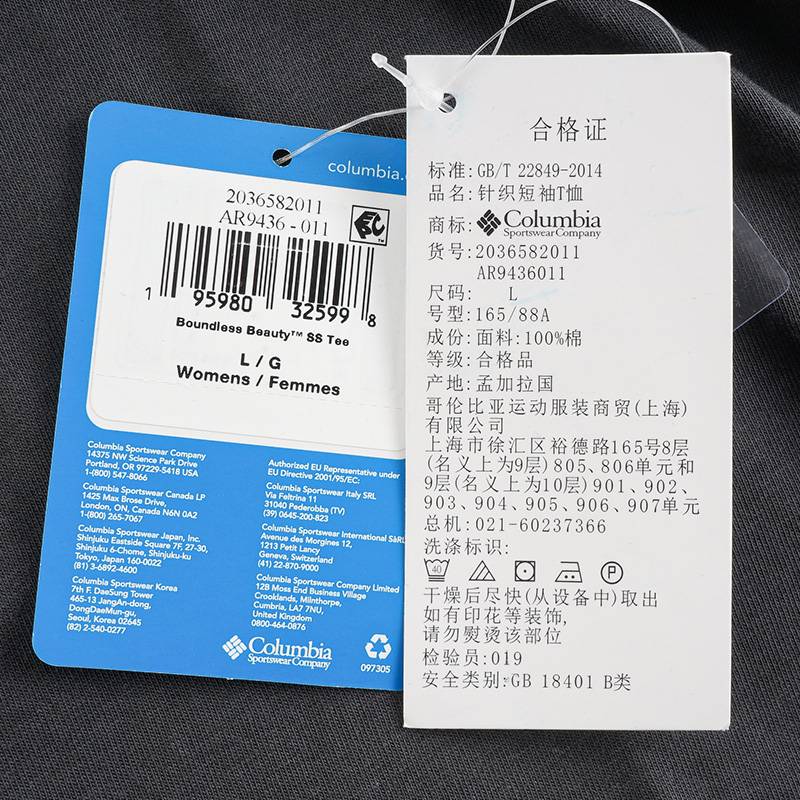 columbia.
2036582011
AR9436 - 011
1 95980 32599 8
Boundless Beauty™ SS Tee
L / G
Womens / Femmes
Columbia Sportswear Company
14375 NW Science Park Drive
Portland, OR 97229-5418 USA
1-(800) 547-8066
Columbia Sportswear Canada LP
1425 Max Brose Drive,
London, ON, Canada N6N 0A2
1-(800) 265-7067
Columbia Sportswear Japan, Inc.
Shinjuku Eastside Square 7F, 27-30,
Shinjuku 6-Chome, Shinjuku-ku
Tokyo, Japan 160-0022
(81) 3-6892-4600
Columbia Sportswear Korea
7th F. DaeSung Tower
465-13 JangAn-dong,
DongDaeMun-gu,
Seoul, Korea 02645
(82) 2-540-0277
Authorized EU Representative under
EU Directive 2001/95/EC:
Columbia Sportswear Italy SRL
Via Feltrina 11
31040 Pederobba (TV)
(39) 0645-200-823
Columbia Sportswear International SàRL
Avenue des Morgines 12,
1213 Petit Lancy
Geneva, Switzerland
(41) 22-870-9000
Columbia Sportswear Company Limited
12B Moss End Business Village
Crooklands, Milnthorpe,
Cumbria, LA7 7NU,
United Kingdom
0800-464-0876
Columbia
Sportswear Company
097305
合格证
标准: GB/T 22849-2014
品名: 针织短袖T恤
商标: Columbia
Sportswear Company
货号: 2036582011
AR9436011
尺码: L
号型: 165/88A
成份: 面料: 100%棉
等级: 合格品
产地: 孟加拉国
哥伦比亚运动服装商贸(上海)
有限公司
上海市徐汇区裕德路165号8层
(名义上为9层) 805、806单元和
9层(名义上为10层) 901、902、
903、904、905、906、907单元
总机: 021-60237366
洗涤标识:
40 P
干燥后尽快(从设备中)取出
如有印花等装饰,
请勿熨烫该部位
检验员: 019
安全类别: GB 18401 B类